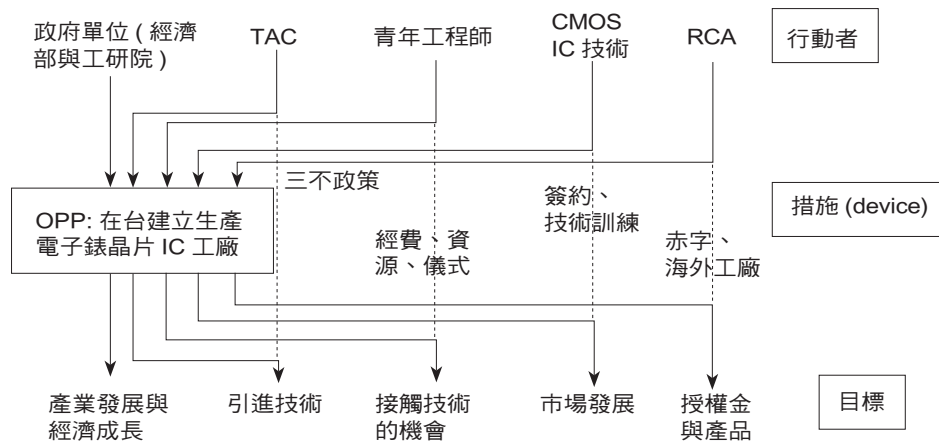 政府單位 ( 經濟
部與工研院 )
TAC
青年工程師
CMOS
IC 技術
RCA
行動者
三不政策
簽約、
技術訓練
措施 (device)
OPP: 在台建立生產
電子錶晶片 IC 工廠
經費、資
源、儀式
赤字、
海外工廠
產業發展與
經濟成長
引進技術
接觸技術
的機會
市場發展
授權金
與產品
目標